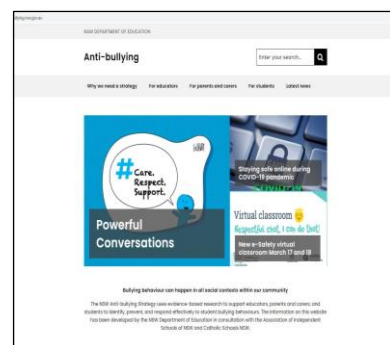 NSW DEPARTMENT OF EDUCATION
Anti-bullying
Enter your search...
Why we need a strategy For educators For parents and carers For students Latest news
#Care.
Respect.
Support.
Powerful
Conversations
Staying safe online during
COVID-19 pandemic
Virtual classroom
Respectful chat, I can do that!
New e-Safety virtual
classroom March 17 and 19
Bullying behaviour can happen in all social contexts within our community
The NSW Anti-bullying Strategy uses evidence-based research to support educators, parents and carers, and
students to identify, prevent, and respond effectively to student bullying behaviours. The information on this website
has been developed by the NSW Department of Education in consultation with the Association of Independent
Schools of NSW and Catholic Schools NSW.